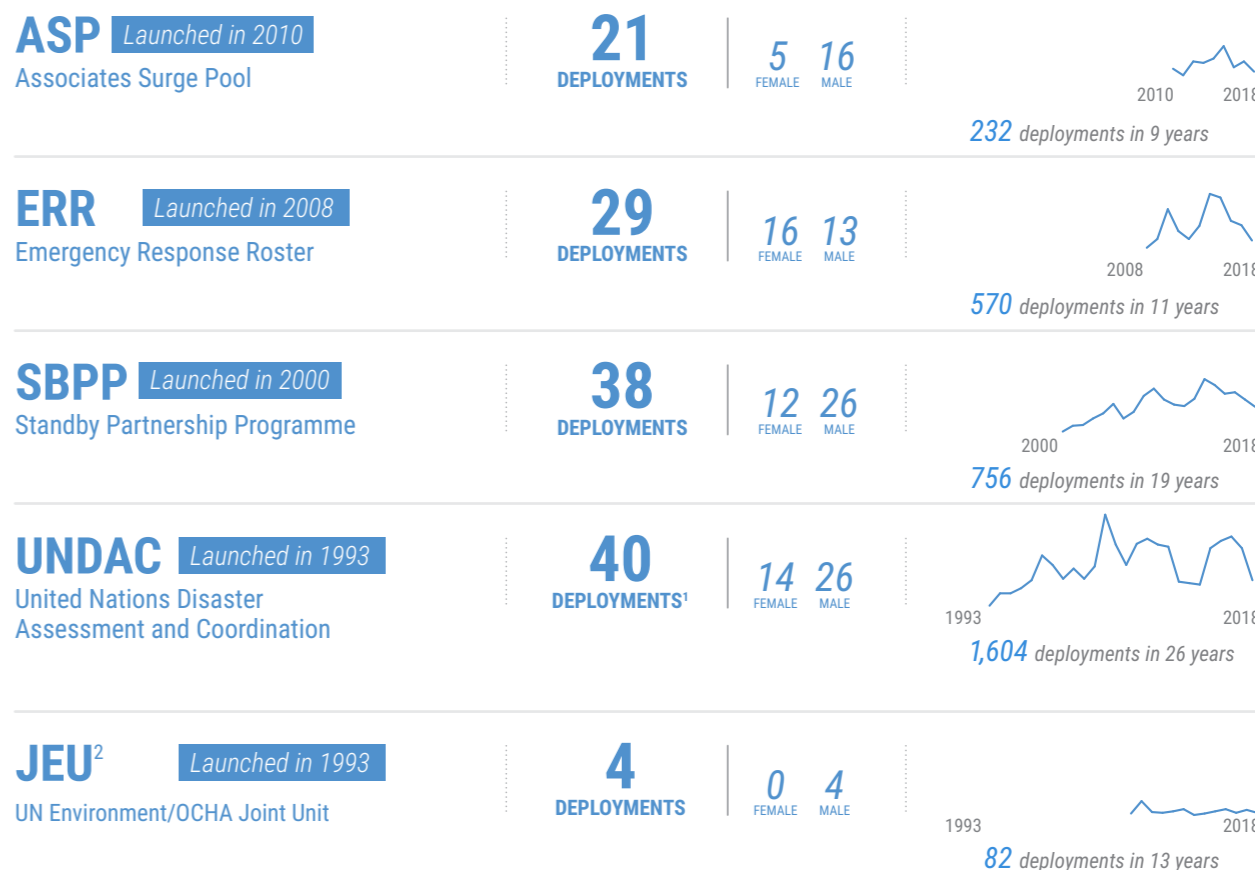 ASP Launched in 2010
Associates Surge Pool
21
DEPLOYMENTS
5 16
FEMALE MALE
2010 2018
232 deployments in 9 years
ERR Launched in 2008
Emergency Response Roster
29
DEPLOYMENTS
16 13
FEMALE MALE
2008 2018
570 deployments in 11 years
SBPP Launched in 2000
Standby Partnership Programme
38
DEPLOYMENTS
12 26
FEMALE MALE
2000 2018
756 deployments in 19 years
UNDAC Launched in 1993
United Nations Disaster
Assessment and Coordination
40
DEPLOYMENTS¹
14 26
FEMALE MALE
1993 2018
1,604 deployments in 26 years
JEU² Launched in 1993
UN Environment/OCHA Joint Unit
4
DEPLOYMENTS
0 4
FEMALE MALE
1993 2018
82 deployments in 13 years